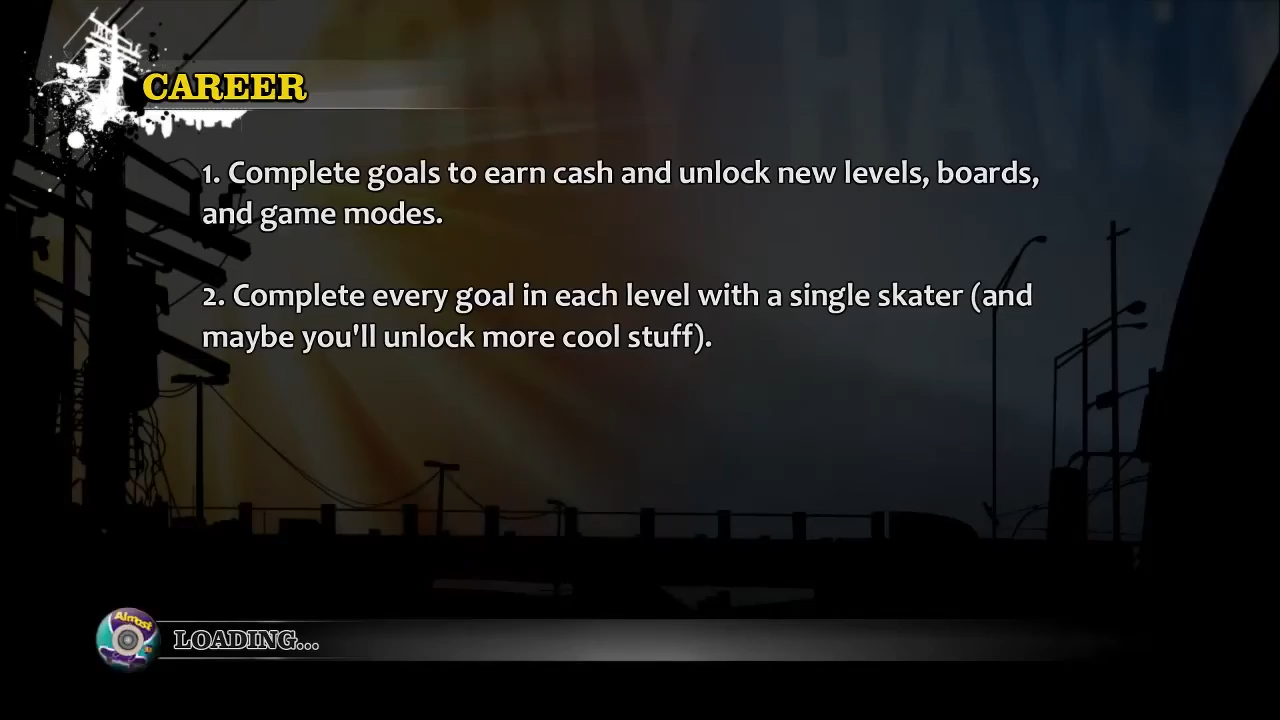 CAREER
1. Complete goals to earn cash and unlock new levels, boards,
and game modes.
2. Complete every goal in each level with a single skater (and
maybe you'll unlock more cool stuff).
Almost
LOADING...